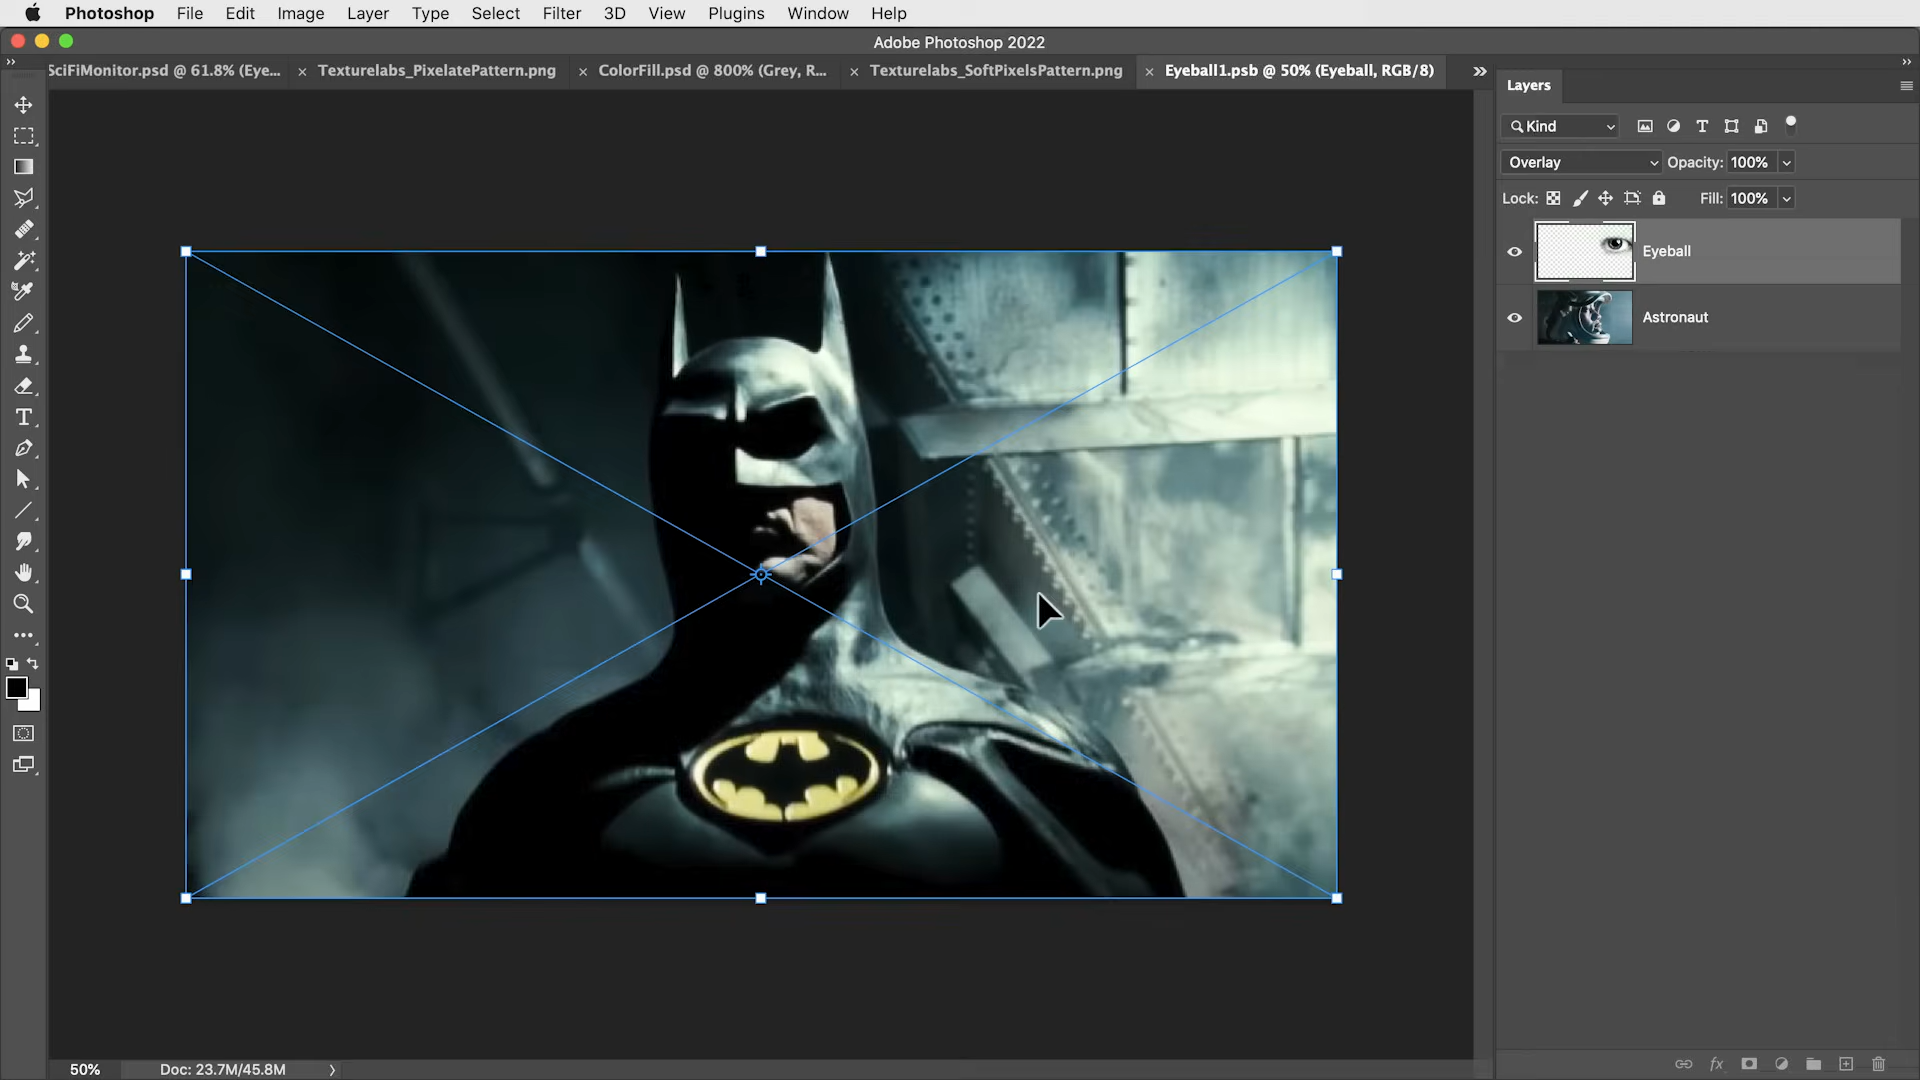 Photoshop File Edit Image Layer Type Select Filter 3D View Plugins Window Help
Adobe Photoshop 2022
SciFiMonitor.psd @ 61.8% (Eye... × Texturelabs_PixelatePattern.png × ColorFill.psd @ 800% (Grey, R... × Texturelabs_SoftPixelsPattern.png × Eyeball1.psb @ 50% (Eyeball, RGB/8)
Layers
Kind
Overlay Opacity: 100%
Lock: Fill: 100%
Eyeball
Astronaut
fx
50% Doc: 23.7M/45.8M